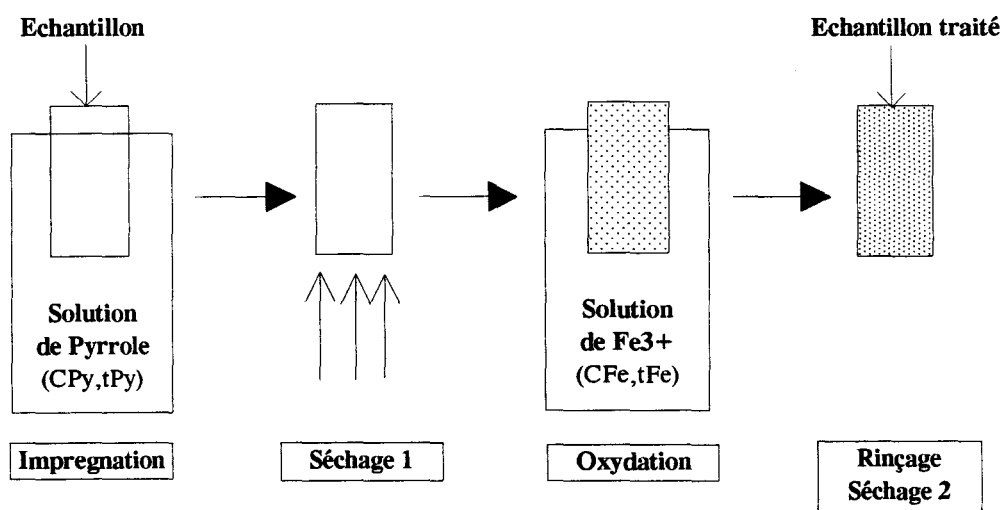 Echantillon
Echantillon traité
Solution
de Pyrrole
(CPy,tPy)
Solution
de Fe3+
(CFe,tFe)
Impregnation
Séchage 1
Oxydation
Rinçage
Séchage 2